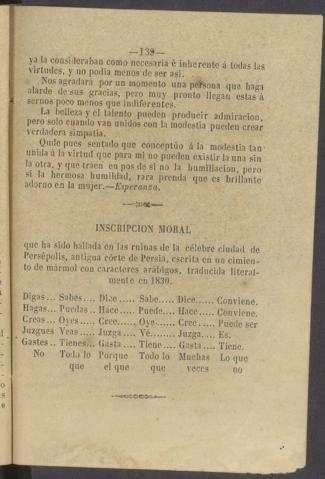 —139—
ya la consideraban como necesaria é inherente á todas las
virtudes, y no podia menos de ser asi.
Nos agradará por un momento una persona que haga
alarde de sus gracias, pero muy pronto llegan estas á
sernos poco menos que indiferentes.
La belleza y el talento pueden producir admiracion,
pero solo cuando van unidos con la modestia pueden crear
verdadera simpatia.
Qude pues sentado que conceptúo á la modestia tan
unida á la virtud que para mi no pueden existir la una sin
la otra, y que traen en pos de si no la humillacion, pero
si la hermosa humildad, rara prenda que es brillante
adorno en la mujer.—Esperanza.
INSCRIPCION MORAL
que ha sido hallada en las ruinas de la célebre ciudad de
Persépolis, antigua córte de Persia, escrita en un cimien-
to de mármol con caracteres arábigos, traducida literal-
mente en 1830.
Digas... Sabes.... Dice..... Sabe..... Dice...... Conviene.
Hagas... Puedas.. Hace..... Puede.... Hace..... Conviene.
Creas... Oyes.... Cree..... Oye...... Cree..... Puede ser
Juzgues Veas..... Juzga.... Vé....... Juzga.... Es.
Gastes.. Tienes... Gasta.... Tiene.... Gasta.... Tiene.
No Todo lo Porque Todo lo Muchas Lo que
que el que que veces no